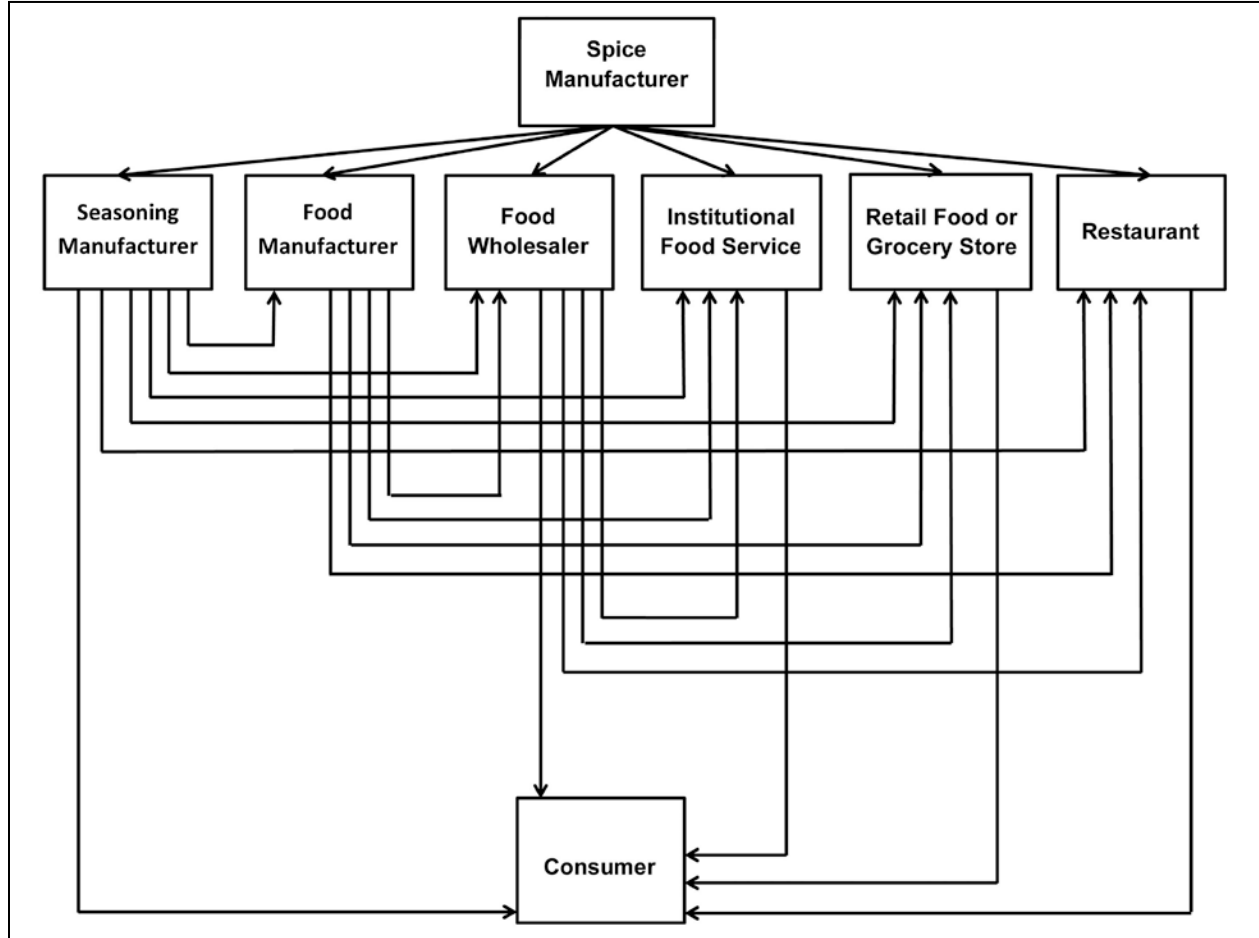 Spice
Manufacturer
Seasoning
Manufacturer
Food
Manufacturer
Food
Wholesaler
Institutional
Food Service
Retail Food or
Grocery Store
Restaurant
Consumer